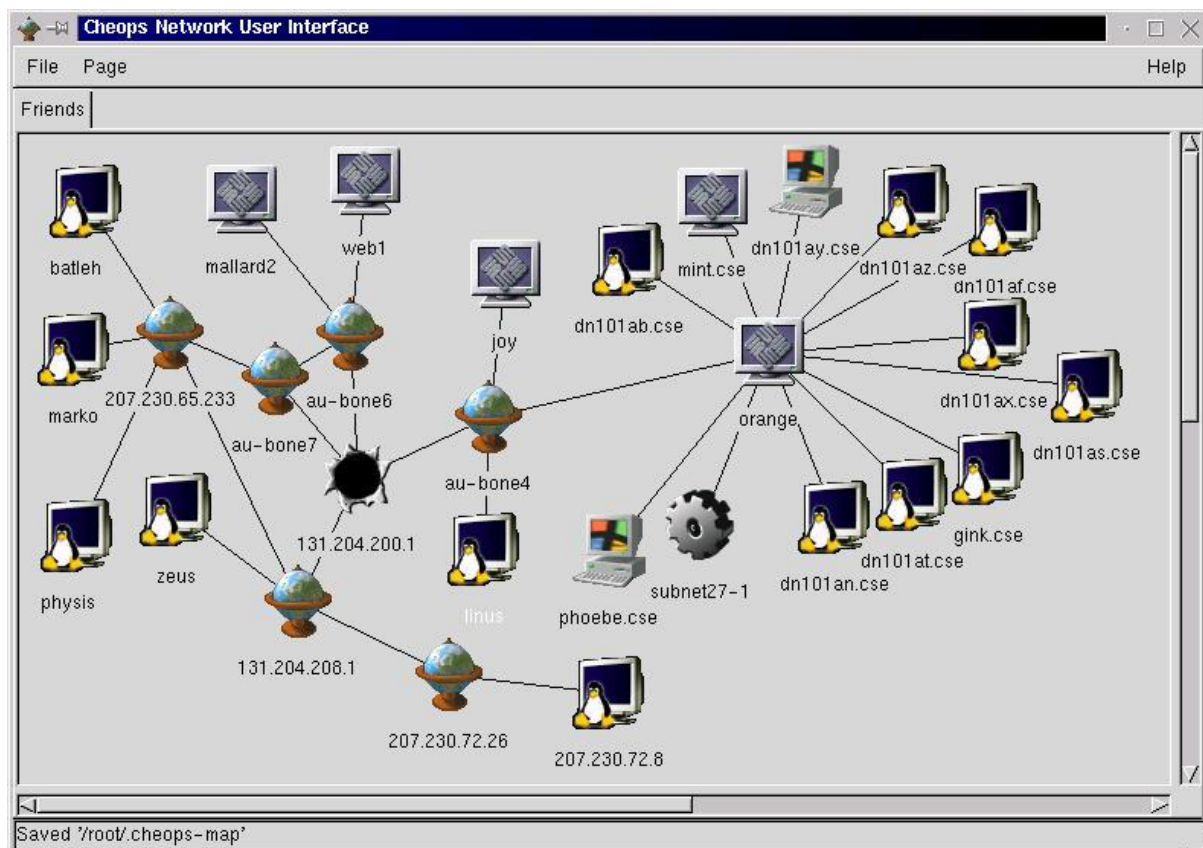 Cheops Network User Interface
File Page Help
Friends
batleh
mallard2
web1
joy
dn101ab.cse
mint.cse
dn101ay.cse
dn101az.cse
dn101af.cse
marko
207.230.65.233
au-bone7
au-bone6
131.204.200.1
au-bone4
orange
dn101ax.cse
dn101as.cse
physis
zeus
131.204.208.1
linus
phoebe.cse
subnet27-1
dn101an.cse
dn101at.cse
gink.cse
207.230.72.26
207.230.72.8
Saved '/root/.cheops-map'